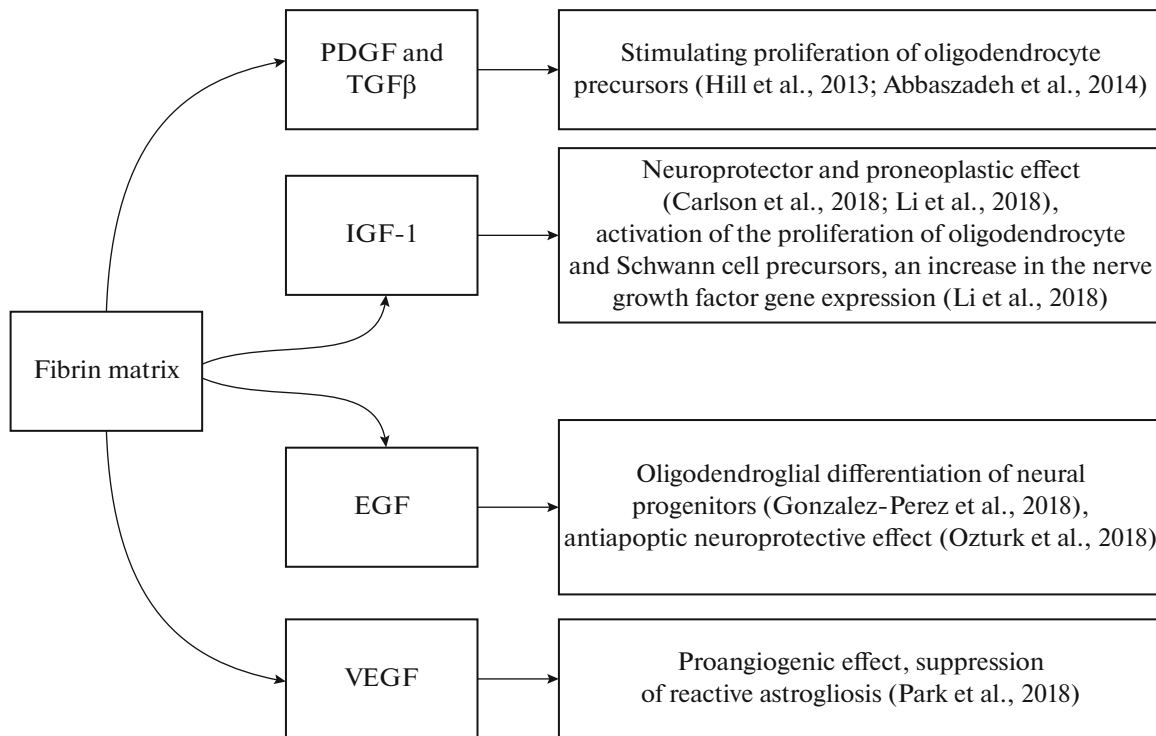 PDGF and
TGFβ
Stimulating proliferation of oligodendrocyte
precursors (Hill et al., 2013; Abbaszadeh et al., 2014)
IGF-1
Neuroprotector and proneoplastic effect
(Carlson et al., 2018; Li et al., 2018),
activation of the proliferation of oligodendrocyte
and Schwann cell precursors, an increase in the nerve
growth factor gene expression (Li et al., 2018)
Fibrin matrix
EGF
Oligodendroglial differentiation of neural
progenitors (Gonzalez-Perez et al., 2018),
antiapoptic neuroprotective effect (Ozturk et al., 2018)
VEGF
Proangiogenic effect, suppression
of reactive astrogliosis (Park et al., 2018)